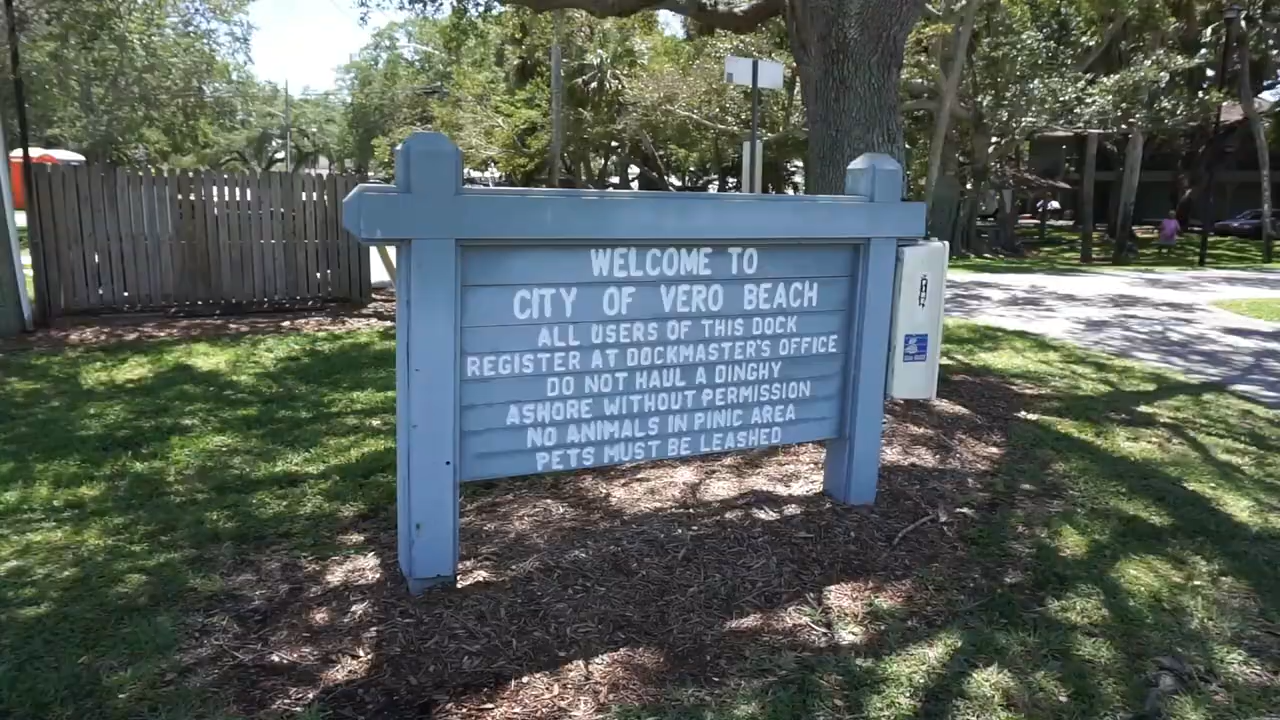 WELCOME TO
CITY OF VERO BEACH
ALL USERS OF THIS DOCK
REGISTER AT DOCKMASTER'S OFFICE
DO NOT HAUL A DINGHY
ASHORE WITHOUT PERMISSION
NO ANIMALS IN PINIC AREA
PETS MUST BE LEASHED